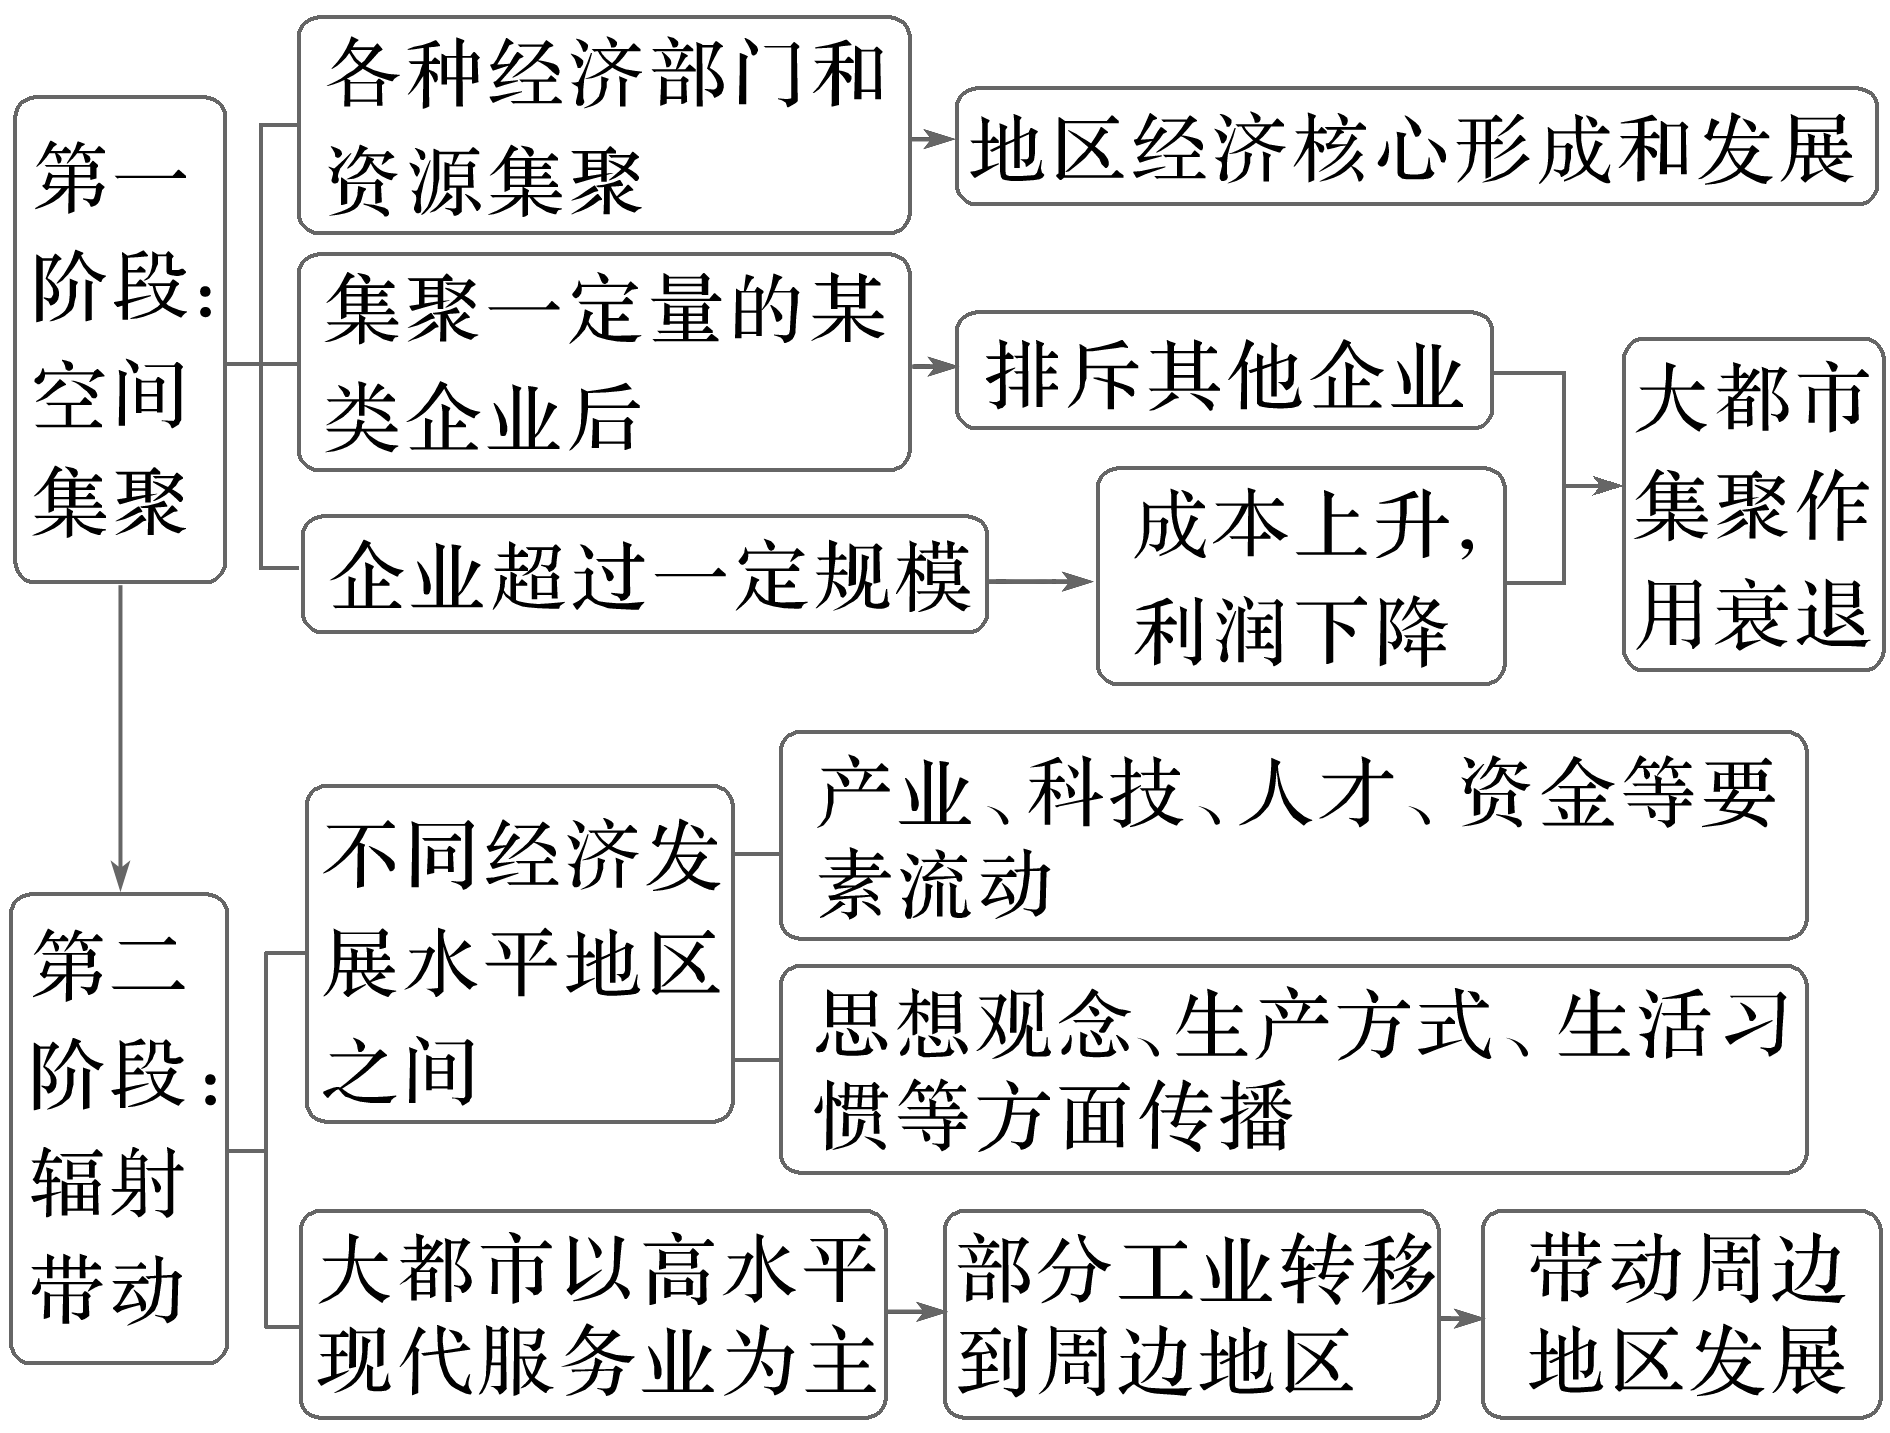 第一
阶段：
空间
集聚
各种经济部门和
资源集聚
地区经济核心形成和发展
集聚一定量的某
类企业后
排斥其他企业
企业超过一定规模
成本上升，
利润下降
大都市
集聚作
用衰退
第二
阶段：
辐射
带动
不同经济发
展水平地区
之间
产业、科技、人才、资金等要
素流动
思想观念、生产方式、生活习
惯等方面传播
大都市以高水平
现代服务业为主
部分工业转移
到周边地区
带动周边
地区发展